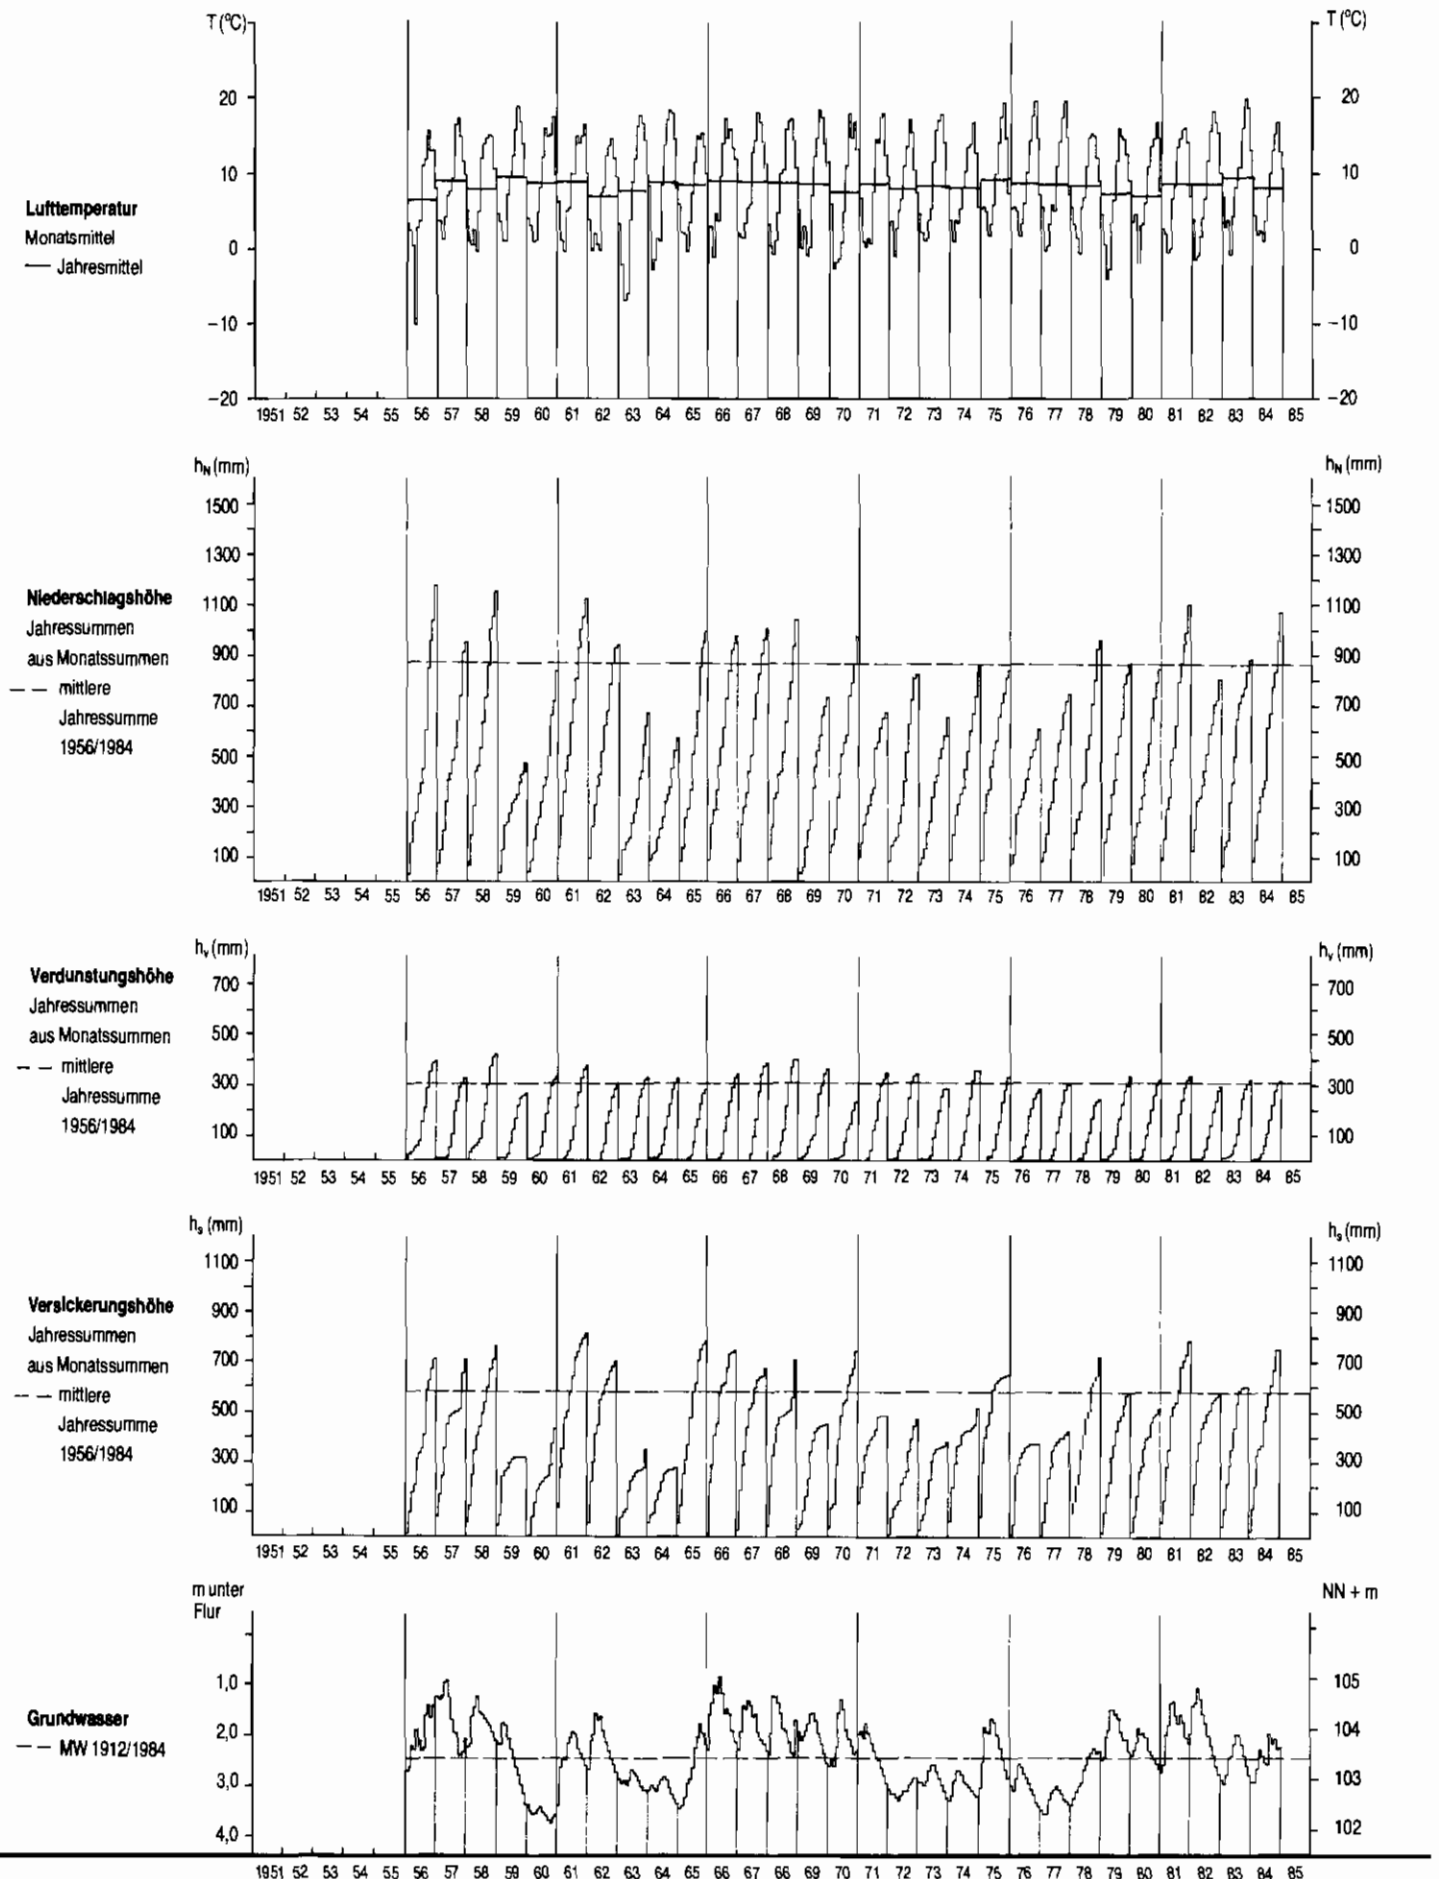 T (°C) T (°C)
20 20
10 10
Lufttemperatur
Monatsmittel
0 0
— Jahresmittel
−10 −10
−20 −20
1951 52 53 54 55 56 57 58 59 60 61 62 63 64 65 66 67 68 69 70 71 72 73 74 75 76 77 78 79 80 81 82 83 84 85
hN (mm) hN (mm)
1500 1500
1300 1300
Niederschlagshöhe
1100 1100
Jahressummen
aus Monatssummen
900 900
— — mittlere
700 700
Jahressumme
1956/1984
500 500
300 300
100 100
1951 52 53 54 55 56 57 58 59 60 61 62 63 64 65 66 67 68 69 70 71 72 73 74 75 76 77 78 79 80 81 82 83 84 85
hv (mm) hv (mm)
Verdunstungshöhe
700 700
Jahressummen
aus Monatssummen
500 500
— — mittlere
300 300
Jahressumme
1956/1984
100 100
1951 52 53 54 55 56 57 58 59 60 61 62 63 64 65 66 67 68 69 70 71 72 73 74 75 76 77 78 79 80 81 82 83 84 85
hs (mm) hs (mm)
1100 1100
Versickerungshöhe
900 900
Jahressummen
aus Monatssummen
700 700
— — mittlere
500 500
Jahressumme
1956/1984
300 300
100 100
1951 52 53 54 55 56 57 58 59 60 61 62 63 64 65 66 67 68 69 70 71 72 73 74 75 76 77 78 79 80 81 82 83 84 85
m unter NN + m
Flur
1,0 105
Grundwasser
2,0 104
— — MW 1912/1984
3,0 103
4,0 102
1951 52 53 54 55 56 57 58 59 60 61 62 63 64 65 66 67 68 69 70 71 72 73 74 75 76 77 78 79 80 81 82 83 84 85